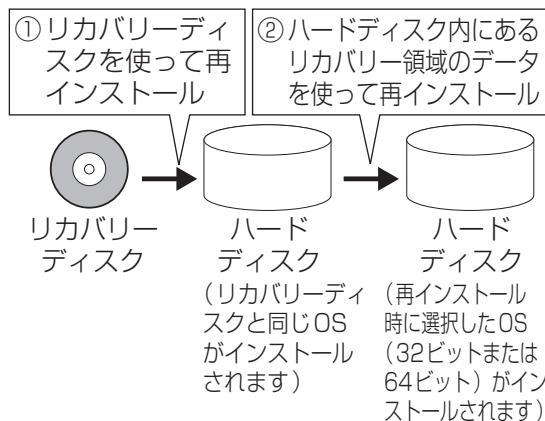 ① リカバリーディ
スクを使って再
インストール
② ハードディスク内にある
リカバリー領域のデータ
を使って再インストール
リカバリー
ディスク
ハード
ディスク
（リカバリーディ
スクと同じOS
がインストール
されます）
ハード
ディスク
（再インストール
時に選択したOS
（32ビットまたは
64ビット）がイン
ストールされます）